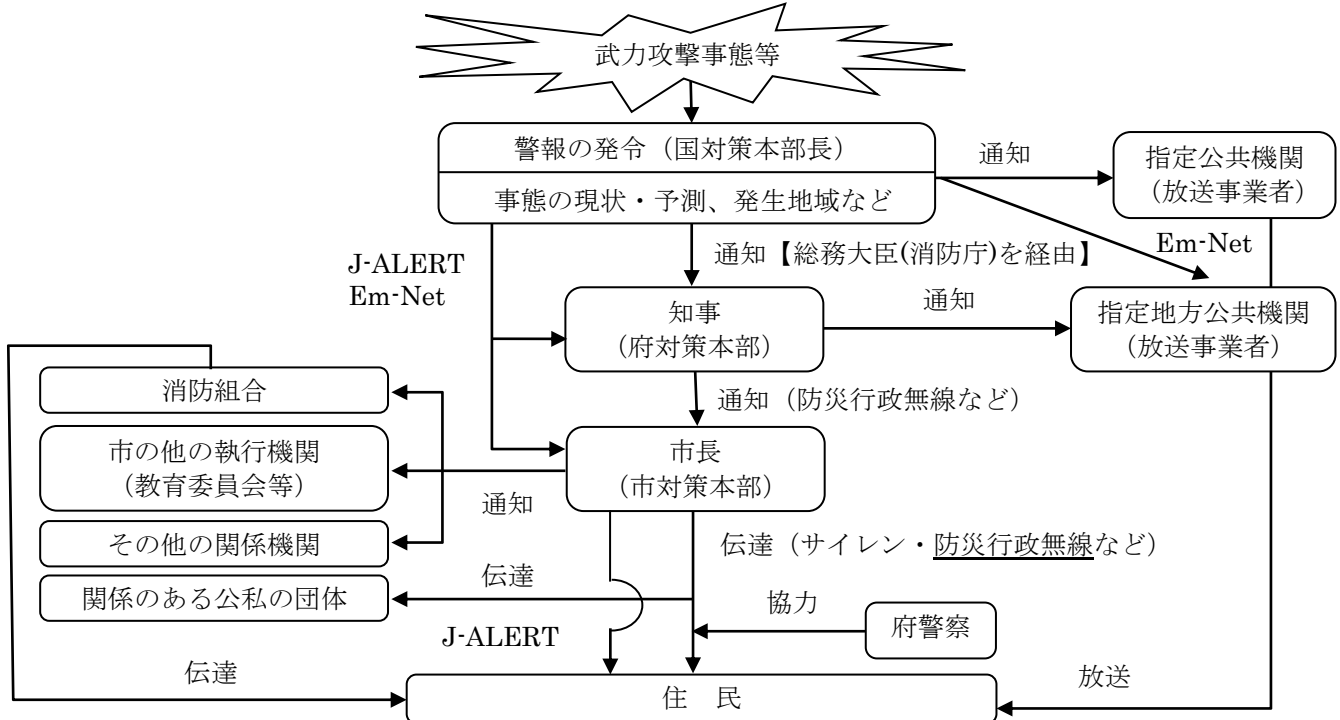 武力攻撃事態等
警報の発令（国対策本部長）
事態の現状・予測、発生地域など
通知
指定公共機関
（放送事業者）
J-ALERT
Em-Net
通知【総務大臣(消防庁)を経由】
Em-Net
知事
（府対策本部）
通知
指定地方公共機関
（放送事業者）
消防組合
通知（防災行政無線など）
市の他の執行機関
（教育委員会等）
市長
（市対策本部）
通知
その他の関係機関
伝達（サイレン・防災行政無線など）
関係のある公私の団体
伝達
協力
府警察
J-ALERT
伝達
放送
住　民